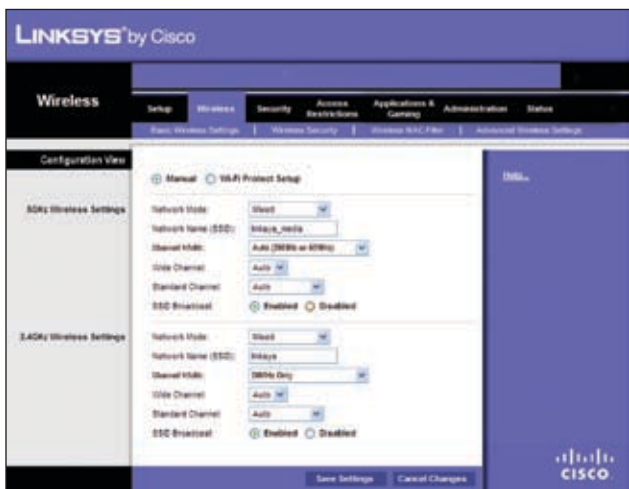 LINKSYS® by Cisco
Wireless
Setup Wireless Security Access Restrictions Applications & Gaming Administration Status
Basic Wireless Settings | Wireless Security | Wireless MAC Filter | Advanced Wireless Settings
Configuration View
Manual Wi-Fi Protect Setup
Help...
5GHz Wireless Settings
Network Mode: Mixed
Network Name (SSID):
Channel Width: Auto (20MHz or 40MHz)
Wide Channel: Auto
Standard Channel: Auto
SSID Broadcast: Enabled Disabled
2.4GHz Wireless Settings
Network Mode: Mixed
Network Name (SSID):
Channel Width: 20MHz Only
Wide Channel: Auto
Standard Channel: Auto
SSID Broadcast: Enabled Disabled
Save Settings Cancel Changes
CISCO